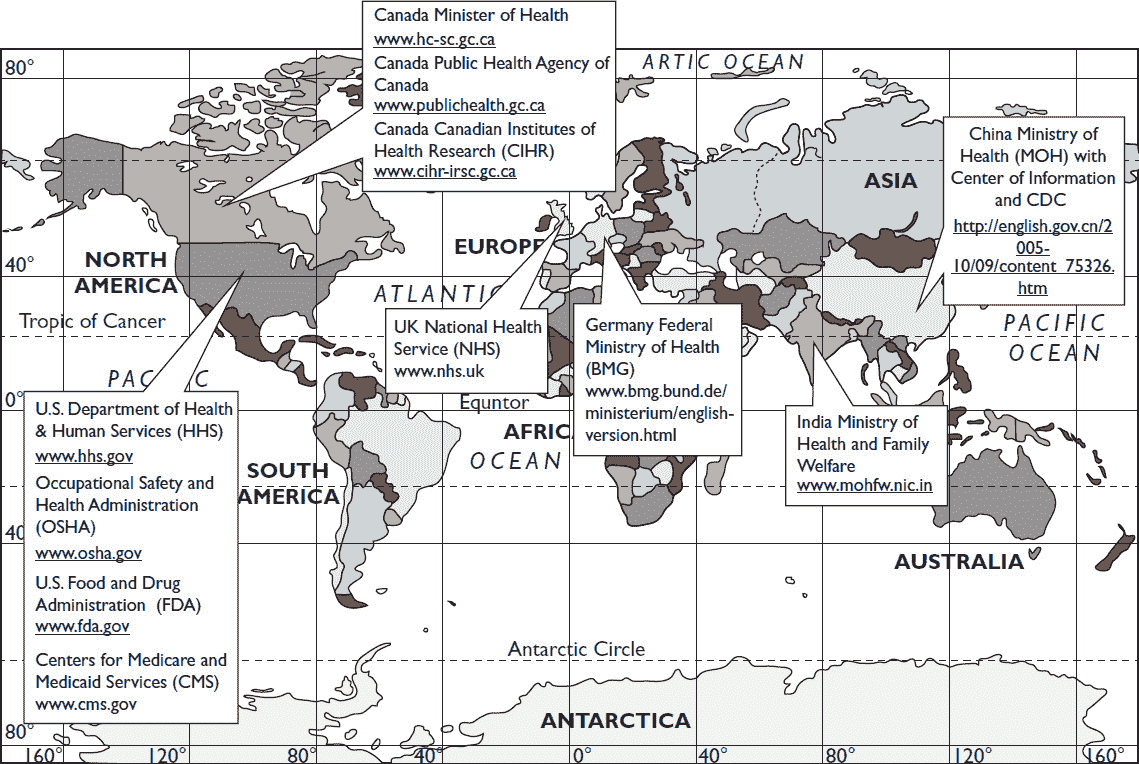 Canada Minister of Health
www.hc-sc.gc.ca
Canada Public Health Agency of
Canada
www.publichealth.gc.ca
Canada Canadian Institutes of
Health Research (CIHR)
www.cihr-irsc.gc.ca
80°
ARTIC OCEAN
China Ministry of
Health (MOH) with
Center of Information
and CDC
http://english.gov.cn/2
005-
10/09/content_75326.
htm
ASIA
EUROPE
NORTH
AMERICA
40°
ATLANTIC
Tropic of Cancer
PACIFIC
OCEAN
UK National Health
Service (NHS)
www.nhs.uk
Germany Federal
Ministry of Health
(BMG)
www.bmg.bund.de/
ministerium/english-
version.html
PAC C
0°
Equntor
AFRICA
OCEAN
India Ministry of
Health and Family
Welfare
www.mohfw.nic.in
U.S. Department of Health
& Human Services (HHS)
www.hhs.gov
Occupational Safety and
Health Administration
(OSHA)
www.osha.gov
U.S. Food and Drug
Administration (FDA)
www.fda.gov
Centers for Medicare and
Medicaid Services (CMS)
www.cms.gov
SOUTH
AMERICA
40
AUSTRALIA
Antarctic Circle
ANTARCTICA
80°
160° 120° 80° 40° 0° 40° 80° 120° 160°